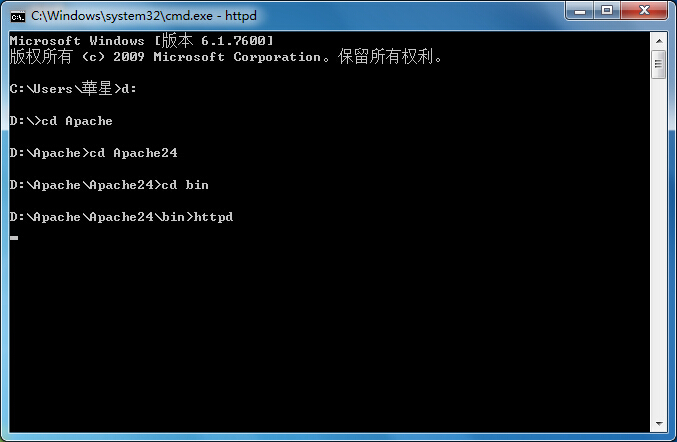 C:\Windows\system32\cmd.exe - httpd
Microsoft Windows [版本 6.1.7600]
版权所有 (c) 2009 Microsoft Corporation。保留所有权利。
C:\Users\華星>d:
D:\>cd Apache
D:\Apache>cd Apache24
D:\Apache\Apache24>cd bin
D:\Apache\Apache24\bin>httpd